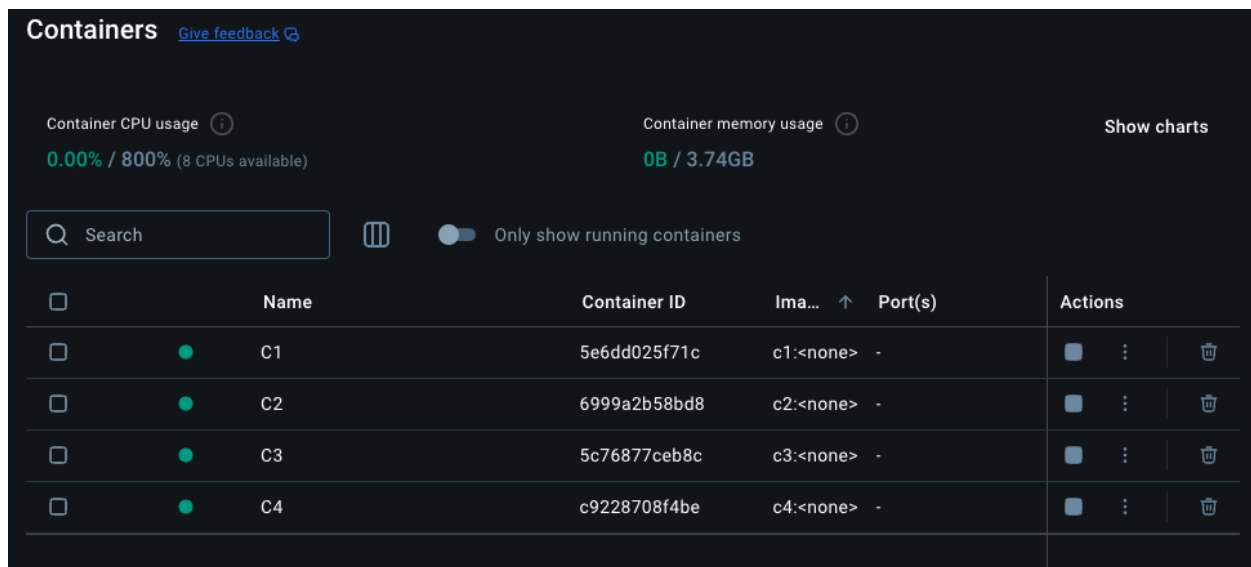 Containers Give feedback
Container CPU usage
0.00% / 800% (8 CPUs available)
Container memory usage
0B / 3.74GB
Show charts
Search
Only show running containers
Name Container ID Ima... Port(s) Actions
C1 5e6dd025f71c c1:<none> -
C2 6999a2b58bd8 c2:<none> -
C3 5c76877ceb8c c3:<none> -
C4 c9228708f4be c4:<none> -